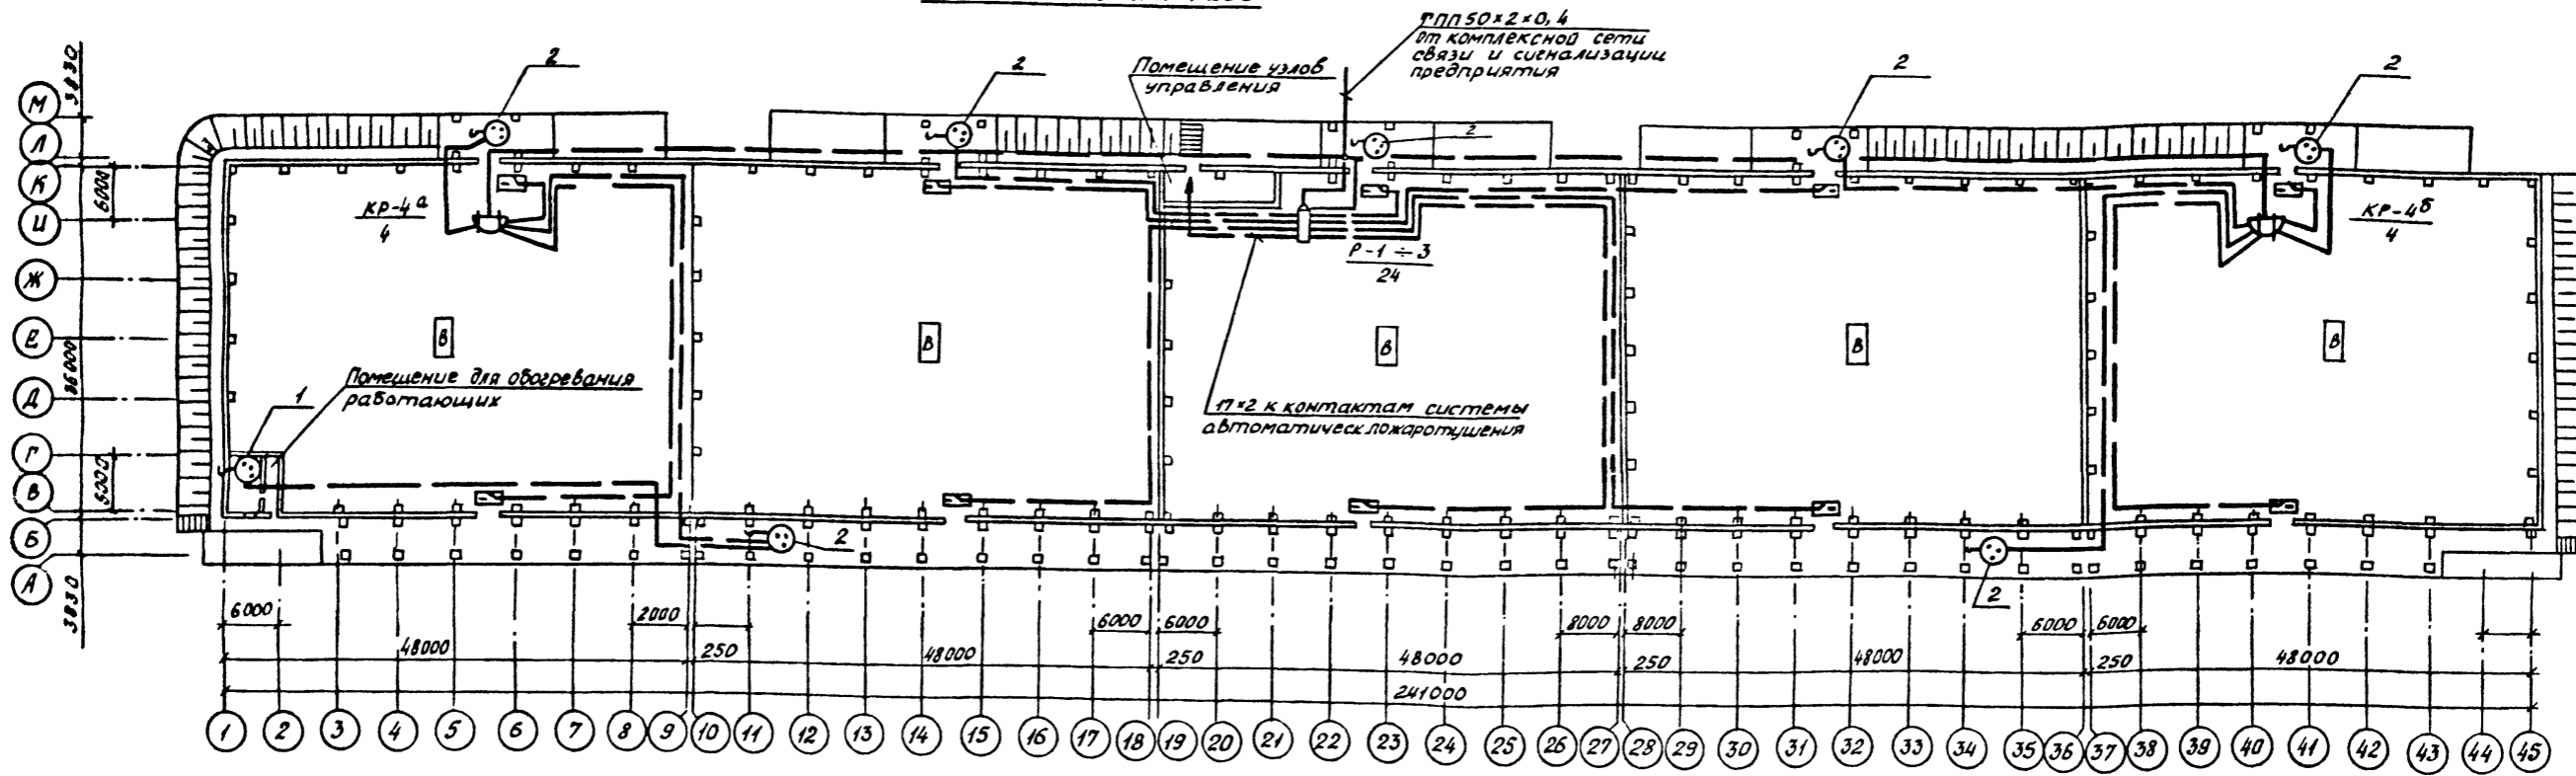 ТПП 50×2×0,4
от комплексной сети
связи и сигнализации
предприятия
Помещение узлов
управления
2
2
2
2
2
3830
М
Л
К
И
Ж
Е
Д
Г
В
Б
А
6000
3830
КР-4а
4
КР-4б
4
Р-1÷3
24
В
В
В
В
В
Помещение для обогревания
работающих
1
17×2 к контактам системы
автоматическ.пожаротушения
2
2
6000
2000
6000
6000
8000
8000
6000
6000
48000
250
48000
250
48000
250
48000
250
48000
241000
1 2 3 4 5 6 7 8 9 10 11 12 13 14 15 16 17 18 19 20 21 22 23 24 25 26 27 28 29 30 31 32 33 34 35 36 37 38 39 40 41 42 43 44 45